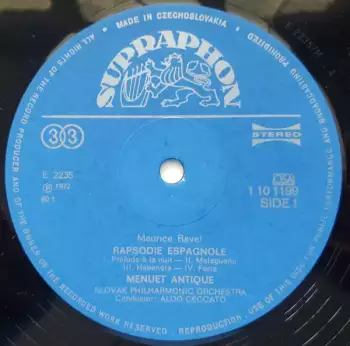 MADE IN CZECHOSLOVAKIA
ALL RIGHTS OF THE RECORD PRODUCER AND OF THE OWNER OF THE WORK RESERVED - REPRODUCTION, USE OF THIS DISC FOR PUBLIC PERFORMANCE AND BROADCASTING PROHIBITED
SUPRAPHON
33
STEREO
E 2235
℗ 1972
1 10 1199
SIDE 1
Maurice Ravel
RAPSODIE ESPAGNOLE
I. Prélude à la nuit — II. Malagueña
III. Habanera — IV. Feria
MENUET ANTIQUE
SLOVAK PHILHARMONIC ORCHESTRA
Conductor: ALDO CECCATO